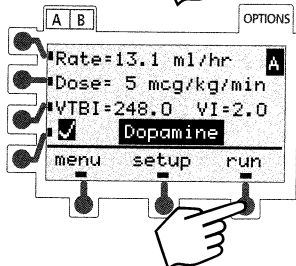 A B OPTIONS
Rate=13.1 ml/hr A
Dose= 5 mcg/kg/min
VTBI=248.0 VI=2.0
Dopamine
menu setup run